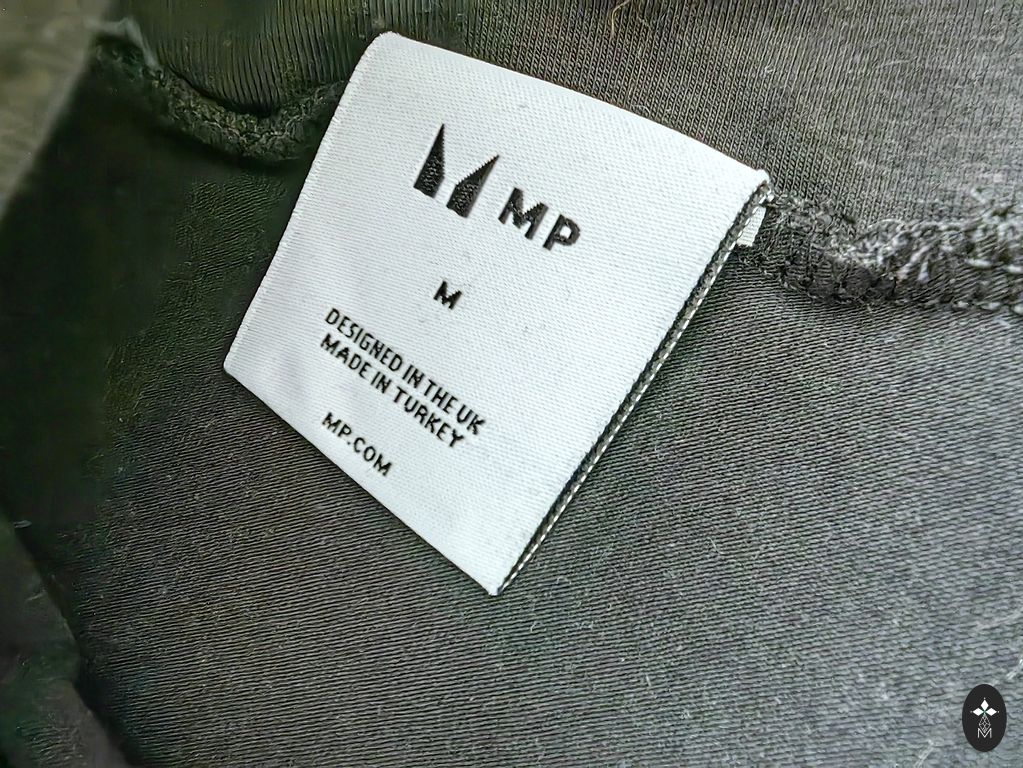 MP
M
DESIGNED IN THE UK
MADE IN TURKEY
MP.COM
M